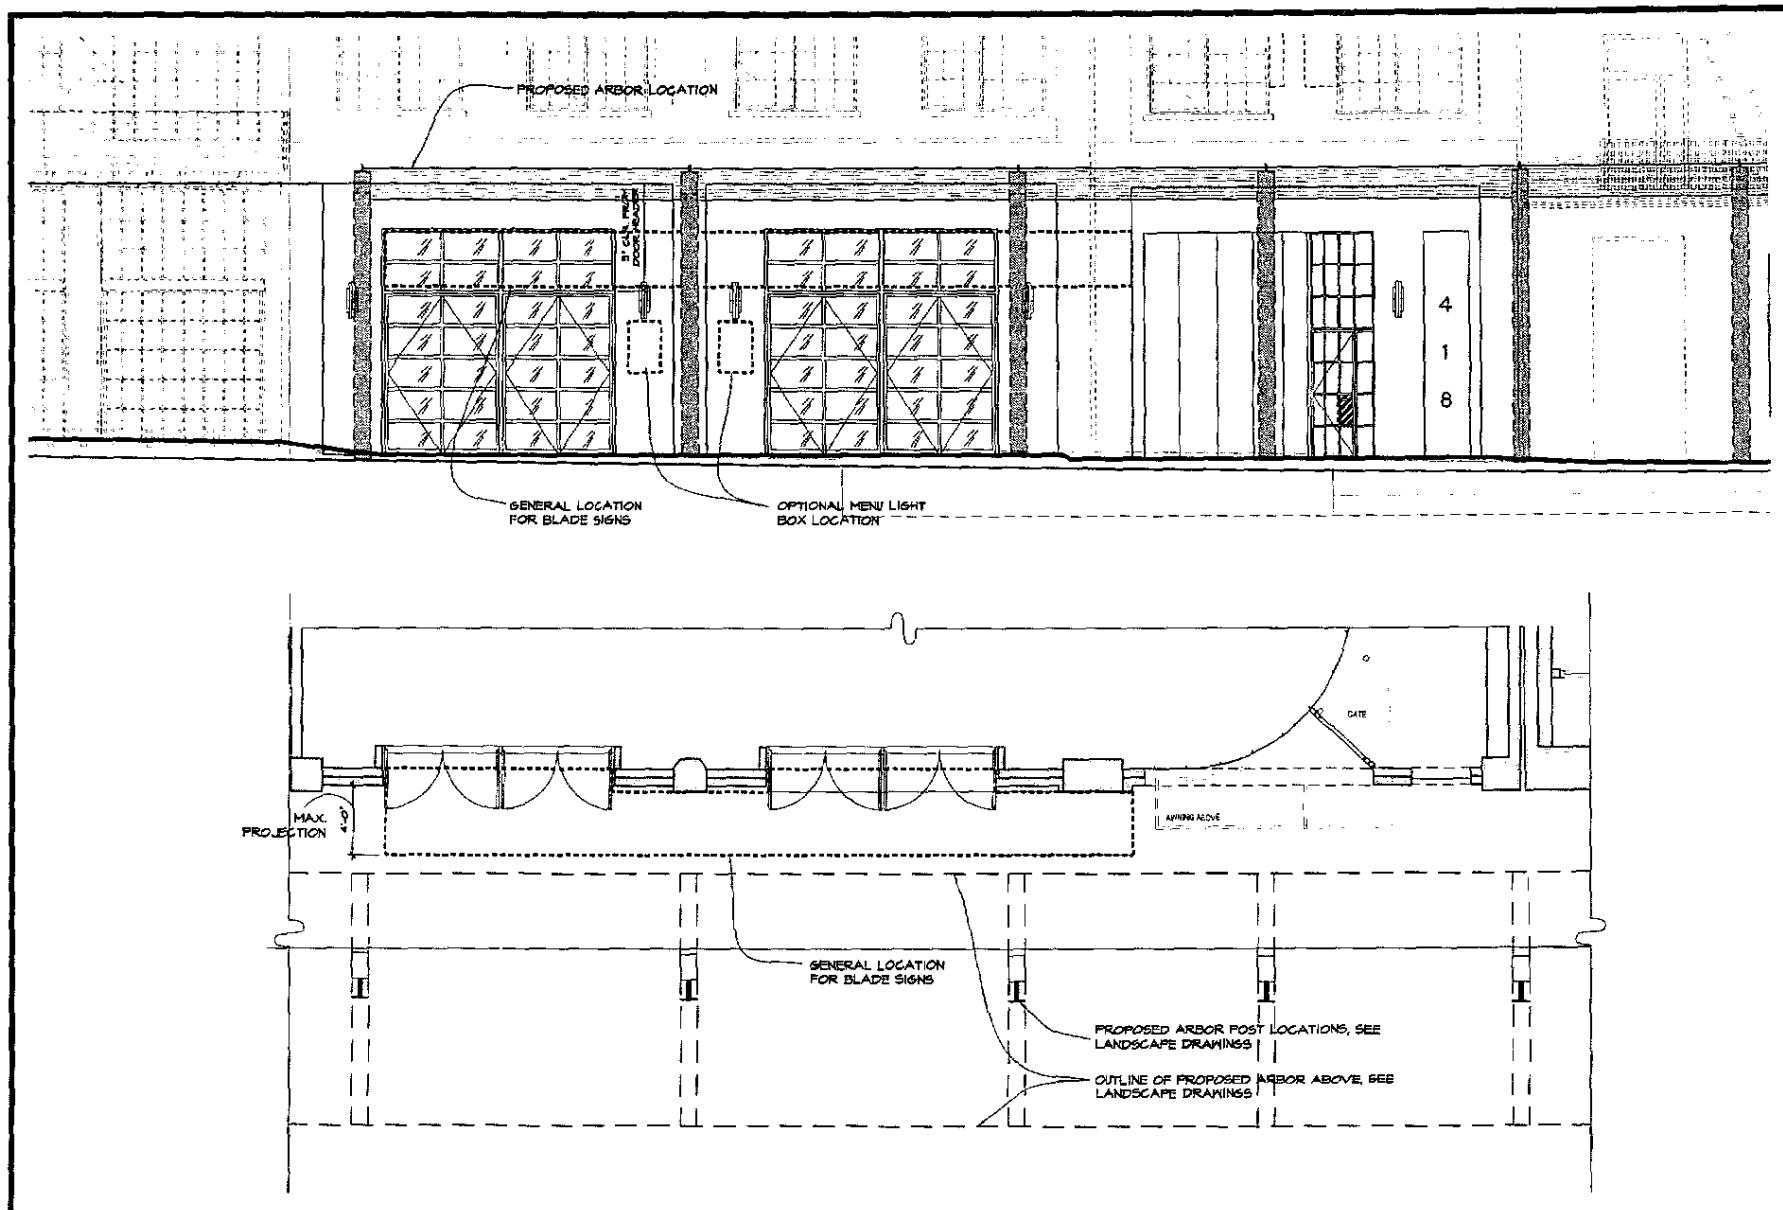 PROPOSED ARBOR LOCATION
DOOR HEADER
4
1
8
GENERAL LOCATION
FOR BLADE SIGNS
OPTIONAL MENU LIGHT
BOX LOCATION
GATE
MAX.
PROJECTION
4'-0"
AWNING ABOVE
GENERAL LOCATION
FOR BLADE SIGNS
PROPOSED ARBOR POST LOCATIONS, SEE
LANDSCAPE DRAWINGS
OUTLINE OF PROPOSED ARBOR ABOVE, SEE
LANDSCAPE DRAWINGS